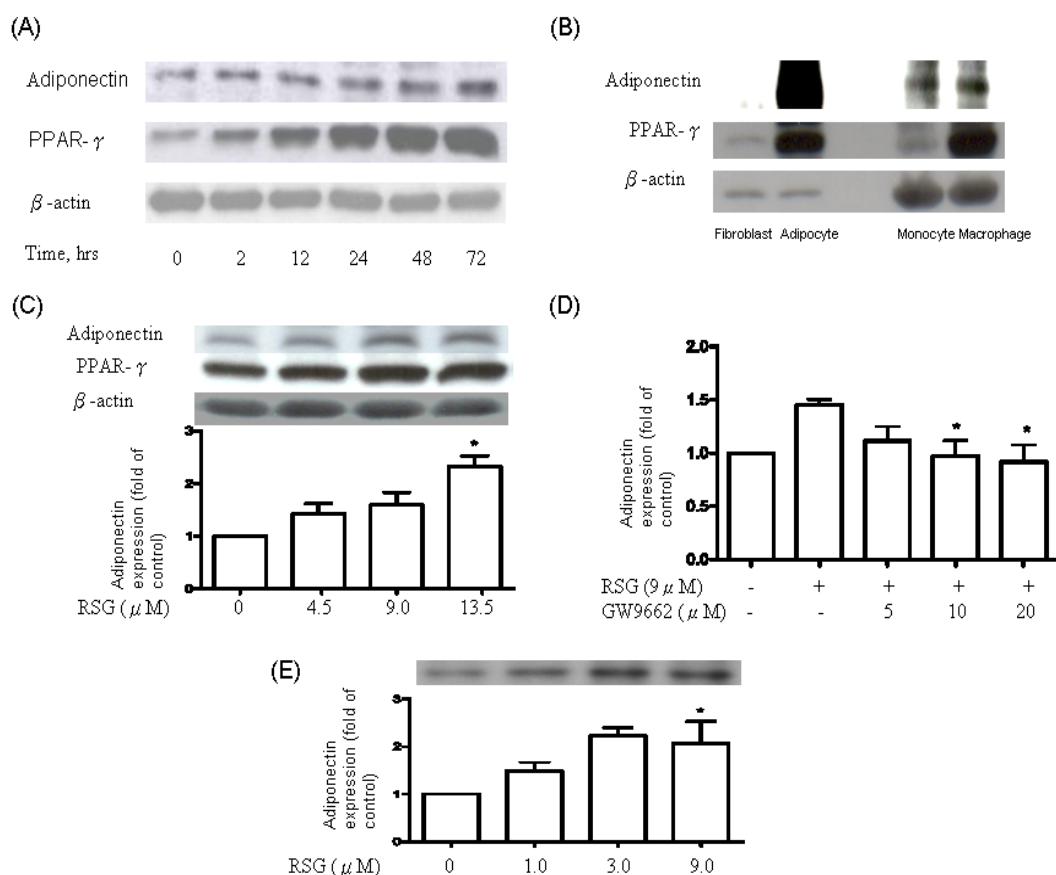 (A)
Adiponectin
PPAR-γ
β-actin
Time, hrs 0 2 12 24 48 72
(B)
Adiponectin
PPAR-γ
β-actin
Fibroblast Adipocyte Monocyte Macrophage
(C)
Adiponectin
PPAR-γ
β-actin
Adiponectin
expression (fold of
control)
3
*
2
1
0
RSG (μM) 0 4.5 9.0 13.5
(D)
Adiponectin
expression (fold of
control)
2.0
1.5
* *
1.0
0.5
0.0
RSG (9μM) - + + + +
GW9662 (μM) - - 5 10 20
(E)
Adiponectin
expression (fold of
control)
3
*
2
1
0
RSG (μM) 0 1.0 3.0 9.0